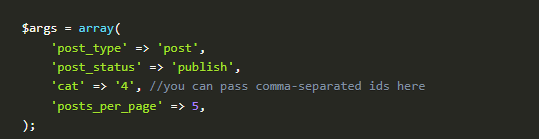 $args = array(
    'post_type' => 'post',
    'post_status' => 'publish',
    'cat' => '4', //you can pass comma-separated ids here
    'posts_per_page' => 5,
);